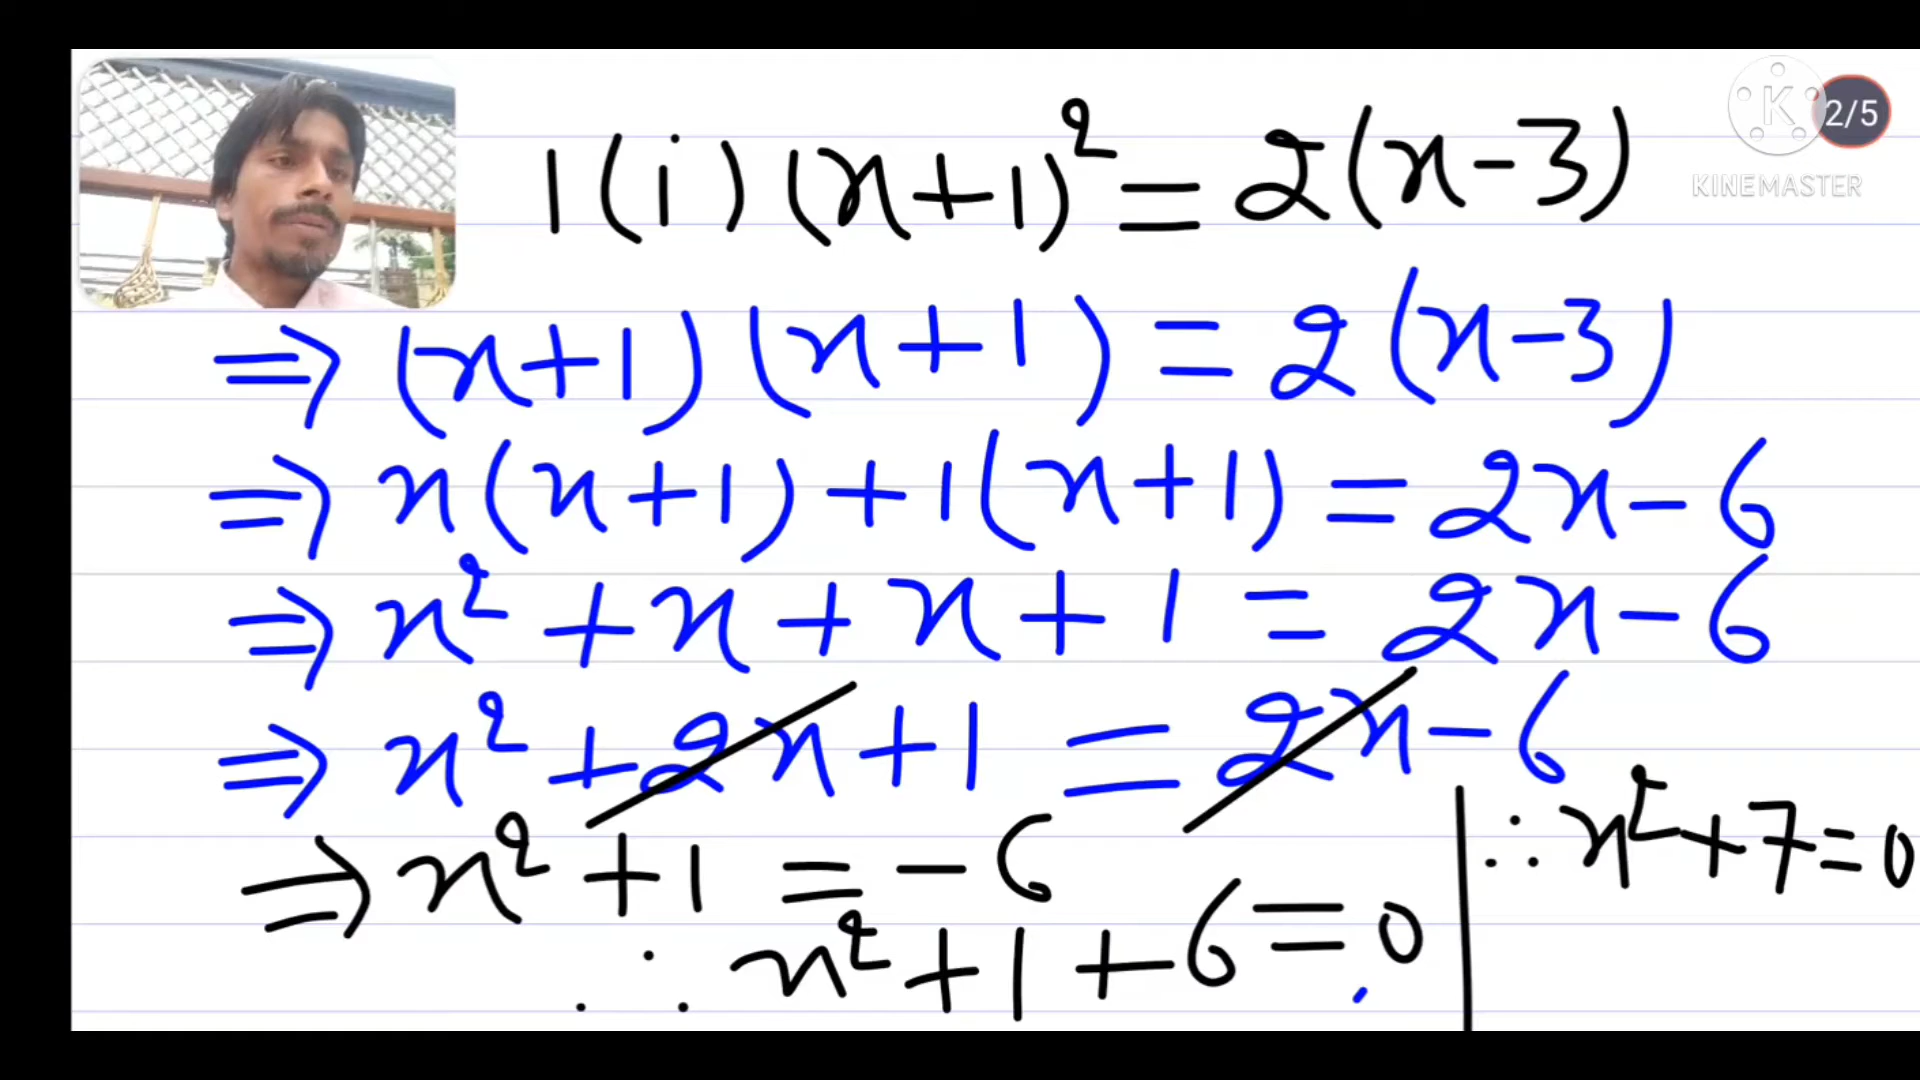 1(i) (x+1)² = 2(x-3)
2/5
KINEMASTER
⇒ (x+1)(x+1) = 2(x-3)
⇒ x(x+1)+1(x+1) = 2x-6
⇒ x² + x + x + 1 = 2x-6
⇒ x² + 2x + 1 = 2x-6
⇒ x² + 1 = -6
∴ x² + 1 + 6 = 0
∴ x² + 7 = 0